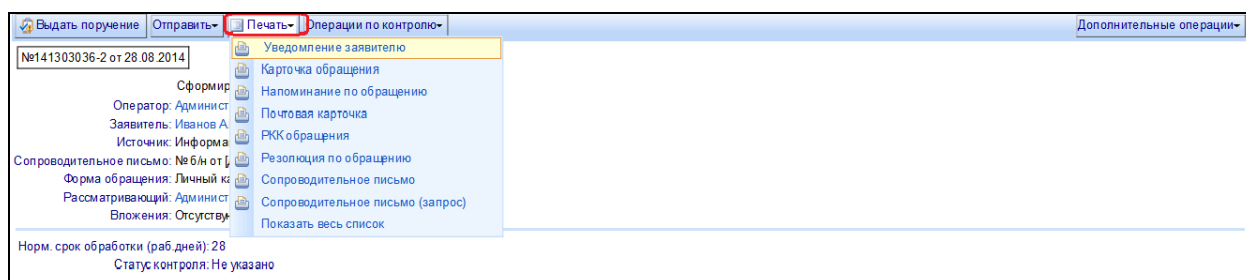 Выдать поручение Отправить Печать Операции по контролю Дополнительные операции
№141303036-2 от 28.08.2014
Уведомление заявителю
Карточка обращения
Сформир
Напоминание по обращению
Оператор: Админист
Почтовая карточка
Заявитель: Иванов А
РКК обращения
Источник: Информа
Резолюция по обращению
Сопроводительное письмо: № б/н от
Сопроводительное письмо
Форма обращения: Личный ка
Сопроводительное письмо (запрос)
Рассматривающий: Админист
Показать весь список
Вложения: Отсутству
Норм. срок обработки (раб.дней): 28
Статус контроля: Не указано